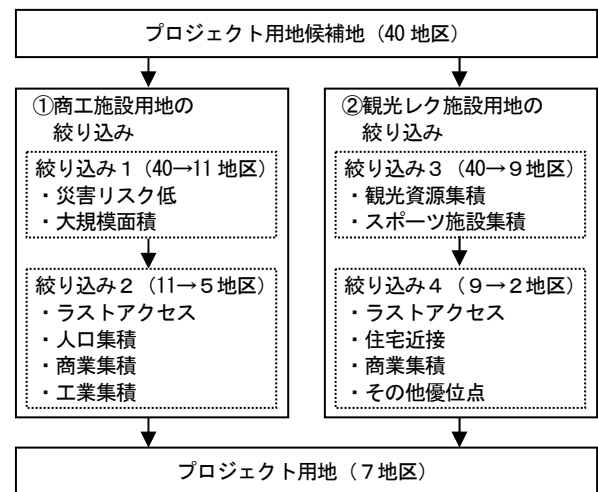 プロジェクト用地候補地（40 地区）
①商工施設用地の
絞り込み
絞り込み１（40→11 地区）
・災害リスク低
・大規模面積
絞り込み２（11→５地区）
・ラストアクセス
・人口集積
・商業集積
・工業集積
②観光レク施設用地の
絞り込み
絞り込み３（40→９地区）
・観光資源集積
・スポーツ施設集積
絞り込み４（９→２地区）
・ラストアクセス
・住宅近接
・商業集積
・その他優位点
プロジェクト用地（７地区）